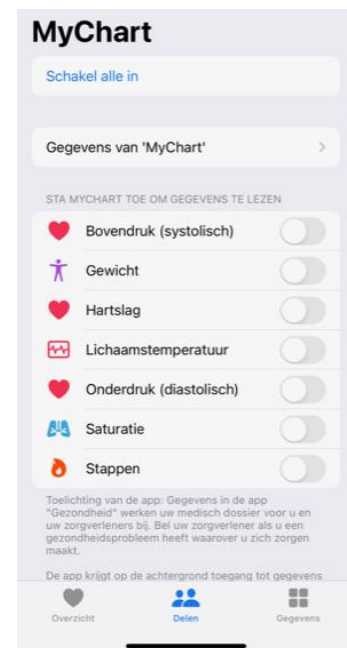 MyChart
Schakel alle in
Gegevens van 'MyChart'
STA MYCHART TOE OM GEGEVENS TE LEZEN
Bovendruk (systolisch)
Gewicht
Hartslag
Lichaamstemperatuur
Onderdruk (diastolisch)
Saturatie
Stappen
Toelichting van de app: Gegevens in de app
"Gezondheid" werken uw medisch dossier voor u en
uw zorgverleners bij. Bel uw zorgverlener als u een
gezondheidsprobleem heeft waarover u zich zorgen
maakt.
De app krijgt op de achtergrond toegang tot gegevens
Overzicht
Delen
Gegevens